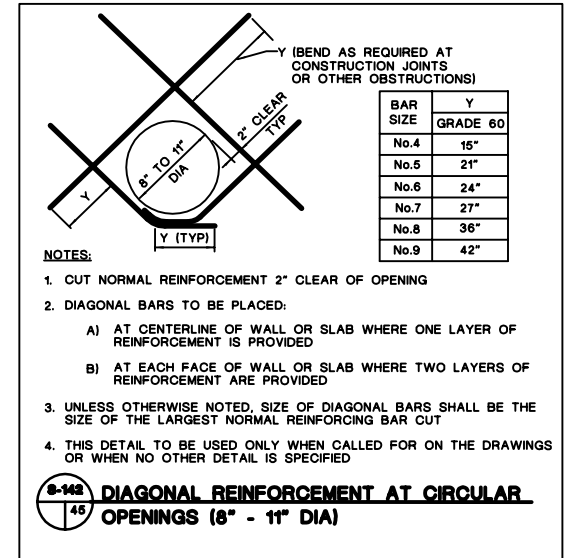 Y (BEND AS REQUIRED AT
CONSTRUCTION JOINTS
OR OTHER OBSTRUCTIONS)
2" CLEAR
TYP
8" TO 11"
DIA
Y
Y (TYP)
BAR SIZE Y
GRADE 60
No.4 15"
No.5 21"
No.6 24"
No.7 27"
No.8 36"
No.9 42"
NOTES:
1. CUT NORMAL REINFORCEMENT 2" CLEAR OF OPENING
2. DIAGONAL BARS TO BE PLACED:
A) AT CENTERLINE OF WALL OR SLAB WHERE ONE LAYER OF
REINFORCEMENT IS PROVIDED
B) AT EACH FACE OF WALL OR SLAB WHERE TWO LAYERS OF
REINFORCEMENT ARE PROVIDED
3. UNLESS OTHERWISE NOTED, SIZE OF DIAGONAL BARS SHALL BE THE
SIZE OF THE LARGEST NORMAL REINFORCING BAR CUT
4. THIS DETAIL TO BE USED ONLY WHEN CALLED FOR ON THE DRAWINGS
OR WHEN NO OTHER DETAIL IS SPECIFIED
S-142
45
DIAGONAL REINFORCEMENT AT CIRCULAR
OPENINGS (8" - 11" DIA)